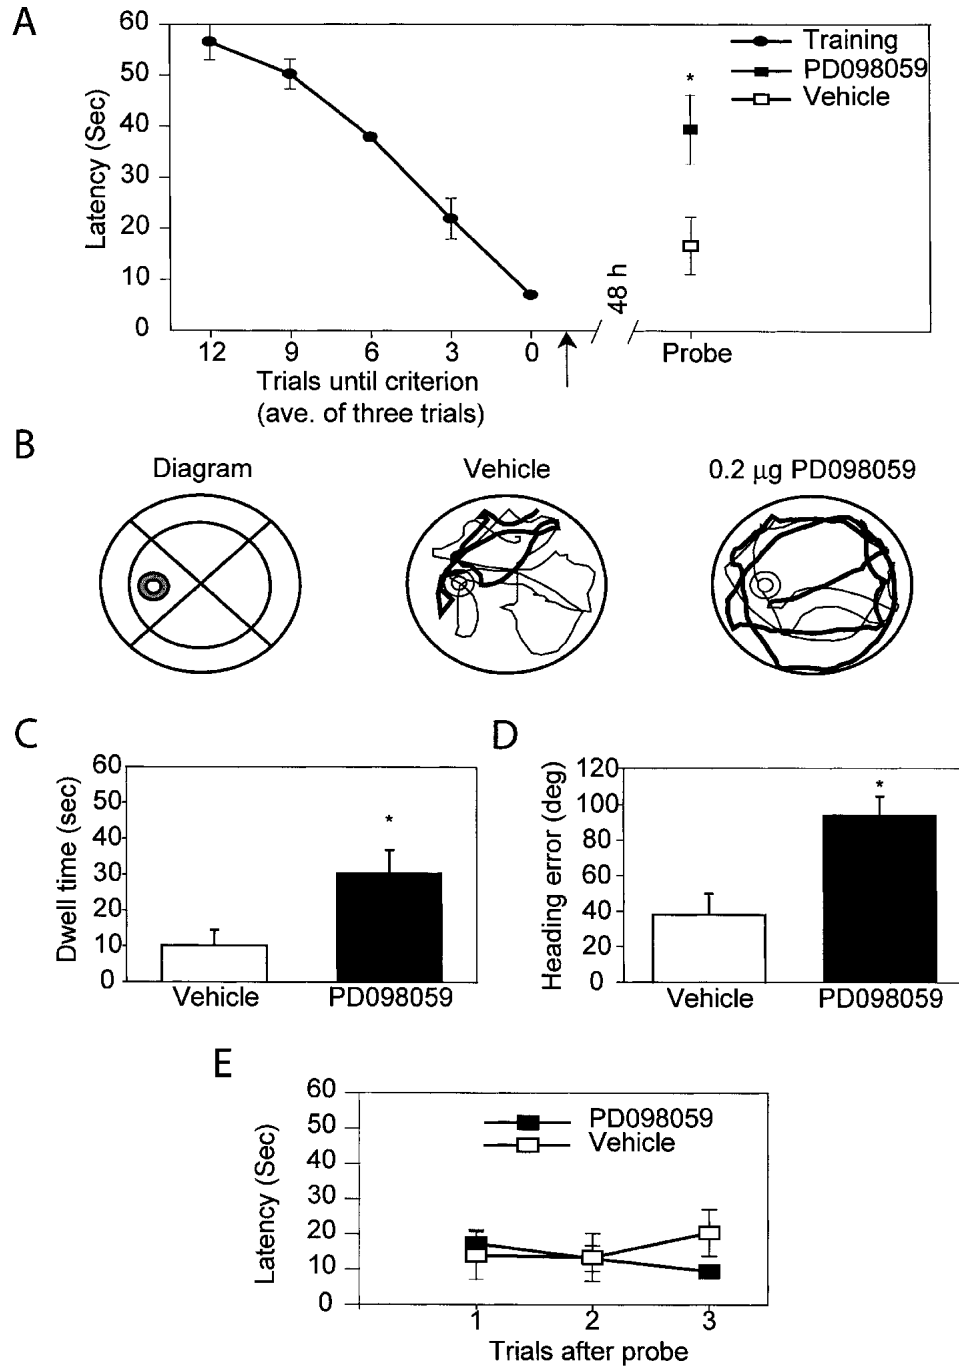 A
60
50
40
30
20
10
0
Latency (Sec)
Training
PD098059
Vehicle
*
48 h
12 9 6 3 0
Probe
Trials until criterion
(ave. of three trials)
B
Diagram
Vehicle
0.2 µg PD098059
C
60
50
40
30
20
10
0
Dwell time (sec)
*
Vehicle PD098059
D
120
100
80
60
40
20
0
Heading error (deg)
*
Vehicle PD098059
E
60
50
40
30
20
10
0
Latency (Sec)
PD098059
Vehicle
1 2 3
Trials after probe